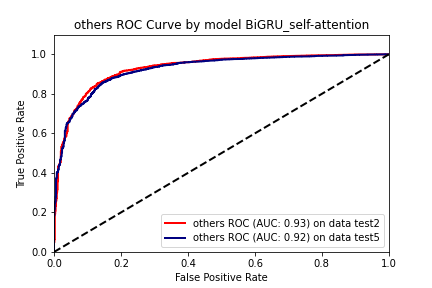 others ROC Curve by model BiGRU_self-attention
True Positive Rate
1.0
0.8
0.6
0.4
0.2
0.0
others ROC (AUC: 0.93) on data test2
others ROC (AUC: 0.92) on data test5
0.0 0.2 0.4 0.6 0.8 1.0
False Positive Rate